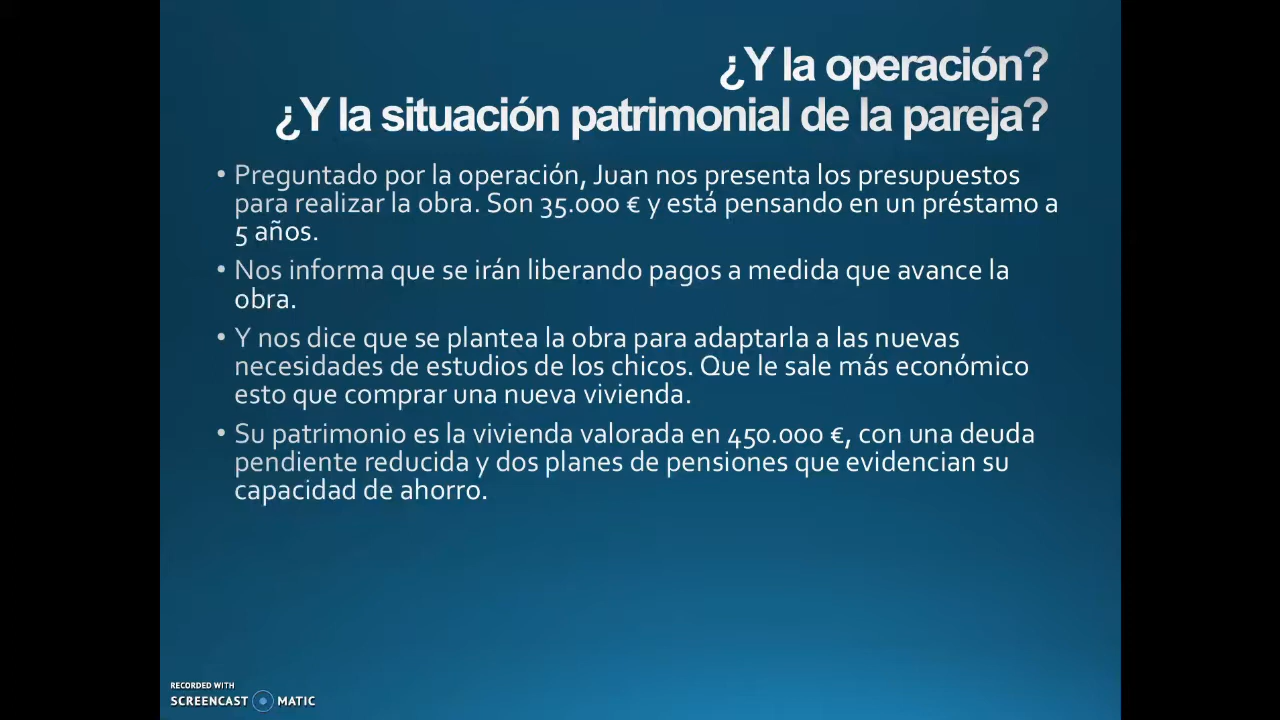 ¿Y la operación?
¿Y la situación patrimonial de la pareja?
• Preguntado por la operación, Juan nos presenta los presupuestos
para realizar la obra. Son 35.000 € y está pensando en un préstamo a
5 años.
• Nos informa que se irán liberando pagos a medida que avance la
obra.
• Y nos dice que se plantea la obra para adaptarla a las nuevas
necesidades de estudios de los chicos. Que le sale más económico
esto que comprar una nueva vivienda.
• Su patrimonio es la vivienda valorada en 450.000 €, con una deuda
pendiente reducida y dos planes de pensiones que evidencian su
capacidad de ahorro.
RECORDED WITH
SCREENCAST MATIC